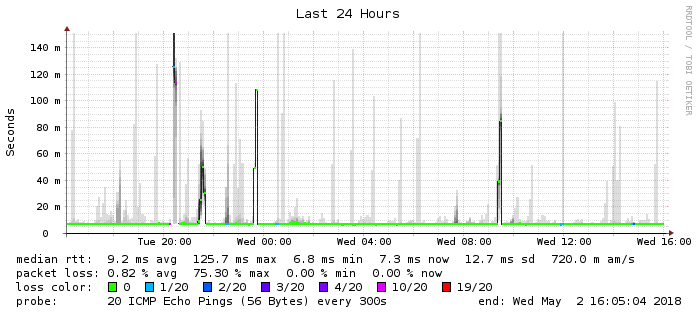 Last 24 Hours
RRDTOOL / TOBI OETIKER
Seconds
140 m
120 m
100 m
80 m
60 m
40 m
20 m
0
Tue 20:00 Wed 00:00 Wed 04:00 Wed 08:00 Wed 12:00 Wed 16:00
median rtt: 9.2 ms avg 125.7 ms max 6.8 ms min 7.3 ms now 12.7 ms sd 720.0 m am/s
packet loss: 0.82 % avg 75.30 % max 0.00 % min 0.00 % now
loss color: 0 1/20 2/20 3/20 4/20 10/20 19/20
probe: 20 ICMP Echo Pings (56 Bytes) every 300s end: Wed May 2 16:05:04 2018